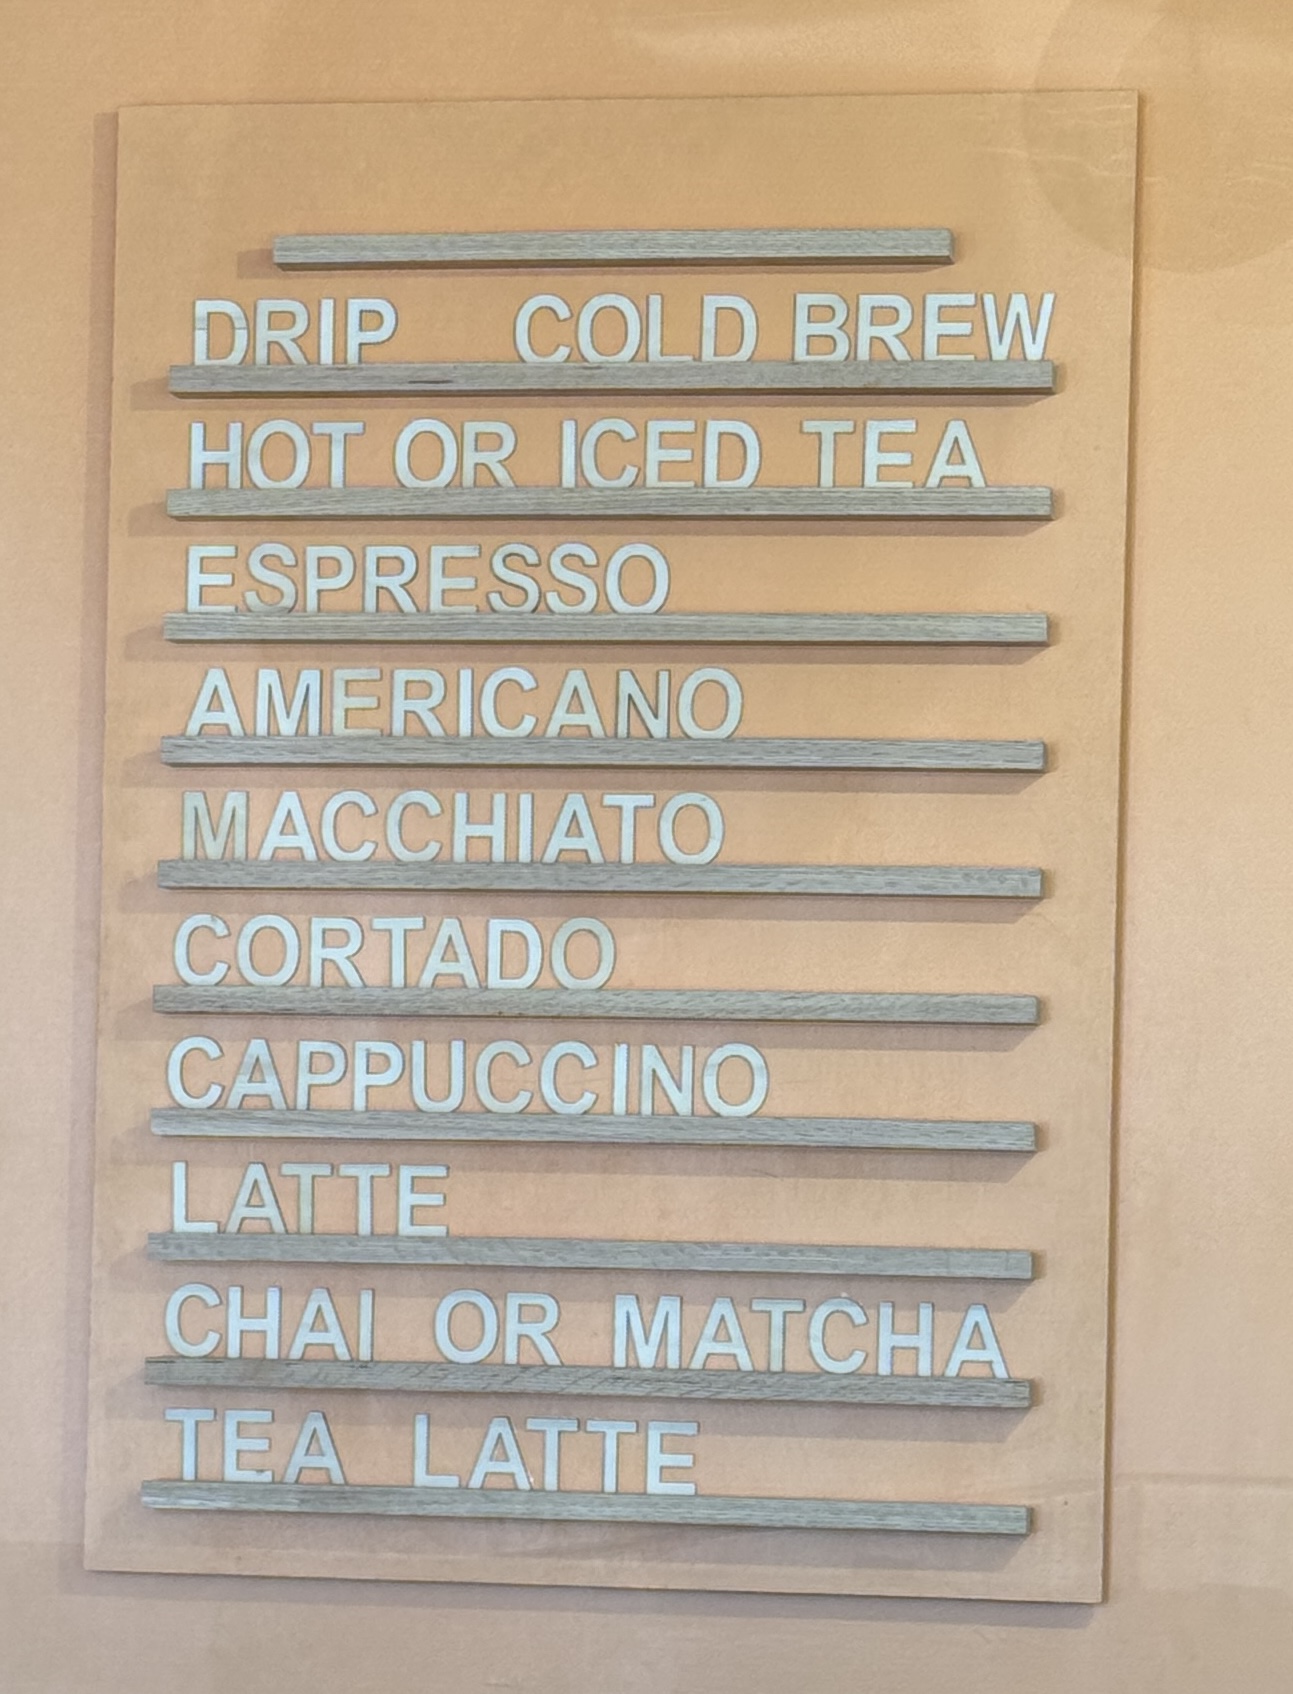 DRIP COLD BREW
HOT OR ICED TEA
ESPRESSO
AMERICANO
MACCHIATO
CORTADO
CAPPUCCINO
LATTE
CHAI OR MATCHA
TEA LATTE